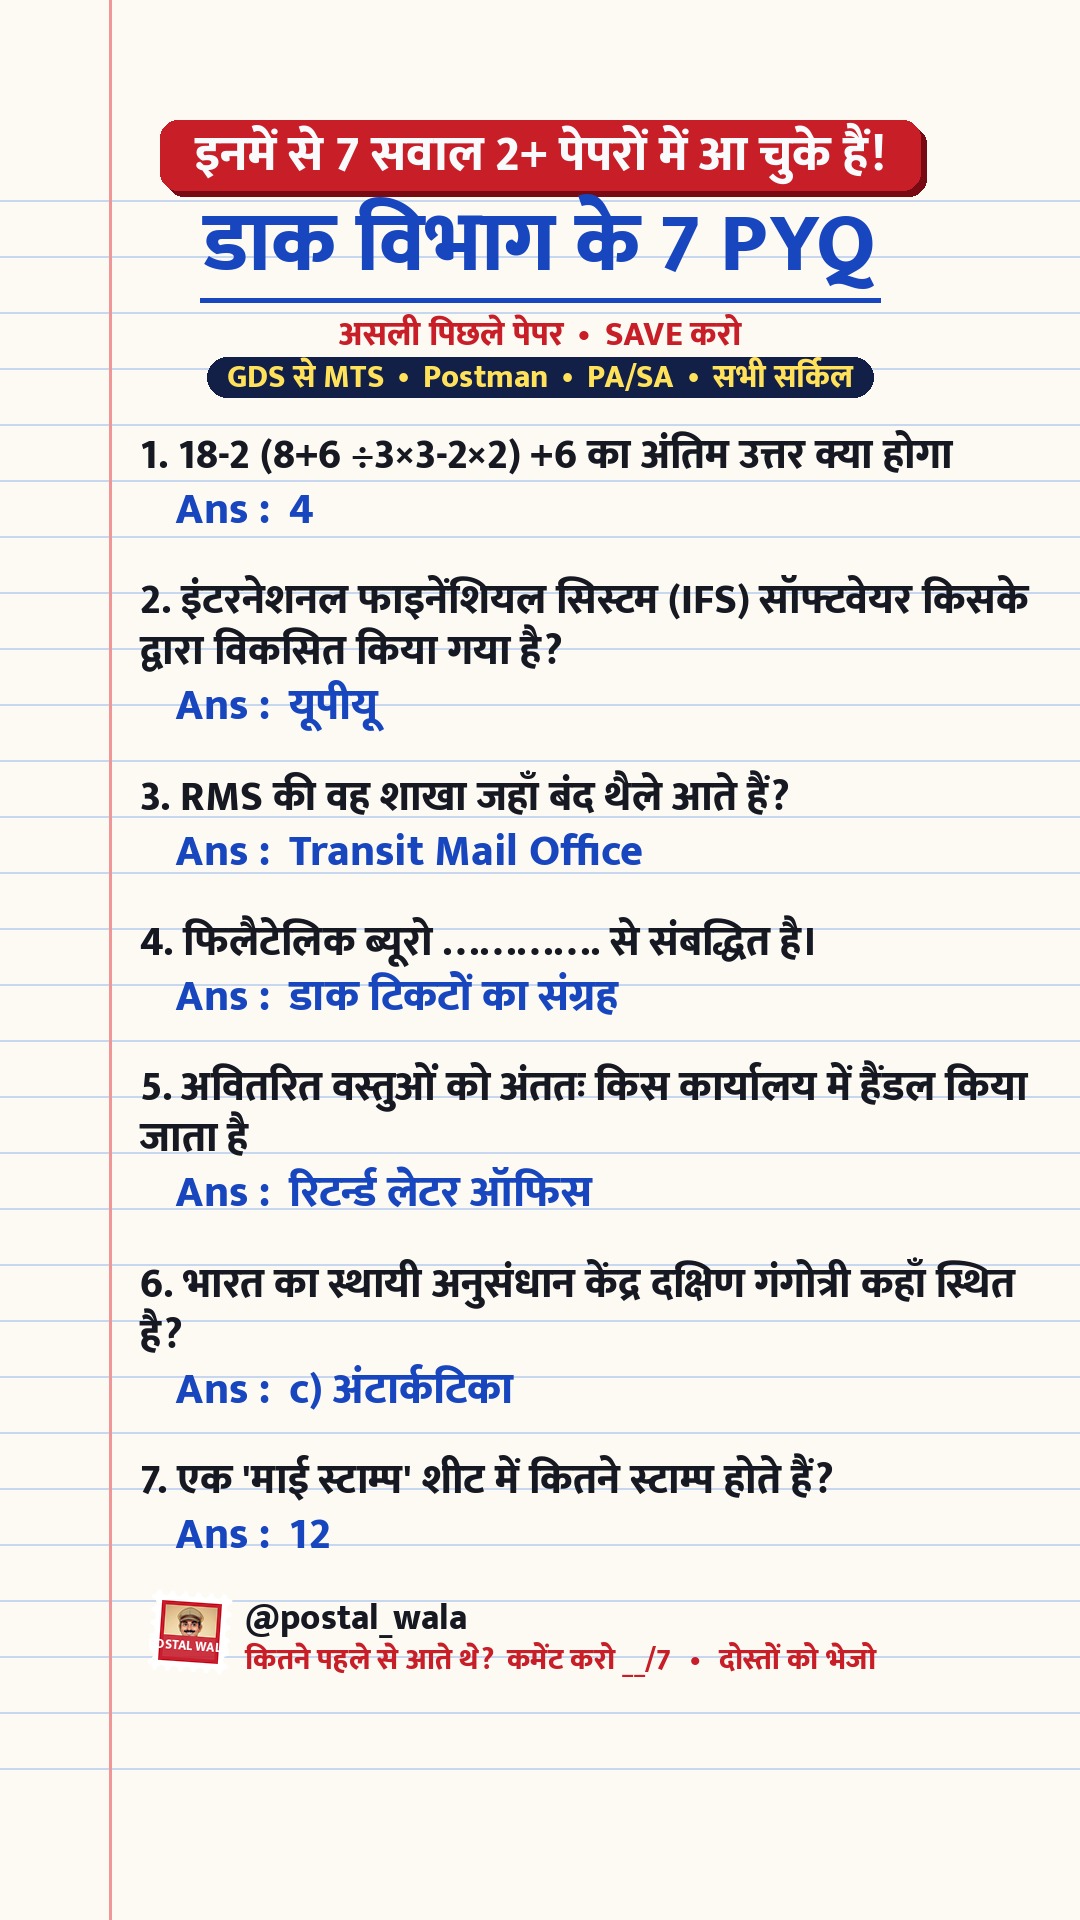 इनमें से 7 सवाल 2+ पेपरों में आ चुके हैं!
डाक विभाग के 7 PYQ
असली पिछले पेपर • SAVE करो
GDS से MTS • Postman • PA/SA • सभी सर्किल
1. 18-2 (8+6 ÷3×3-2×2) +6 का अंतिम उत्तर क्या होगा
Ans : 4
2. इंटरनेशनल फाइनेंशियल सिस्टम (IFS) सॉफ्टवेयर किसके
द्वारा विकसित किया गया है?
Ans : यूपीयू
3. RMS की वह शाखा जहाँ बंद थैले आते हैं?
Ans : Transit Mail Office
4. फिलैटेलिक ब्यूरो …………. से संबद्धित है।
Ans : डाक टिकटों का संग्रह
5. अवितरित वस्तुओं को अंततः किस कार्यालय में हैंडल किया
जाता है
Ans : रिटर्न्ड लेटर ऑफिस
6. भारत का स्थायी अनुसंधान केंद्र दक्षिण गंगोत्री कहाँ स्थित
है?
Ans : c) अंटार्कटिका
7. एक 'माई स्टाम्प' शीट में कितने स्टाम्प होते हैं?
Ans : 12
@postal_wala
OSTAL WAL
कितने पहले से आते थे? कमेंट करो __/7 • दोस्तों को भेजो